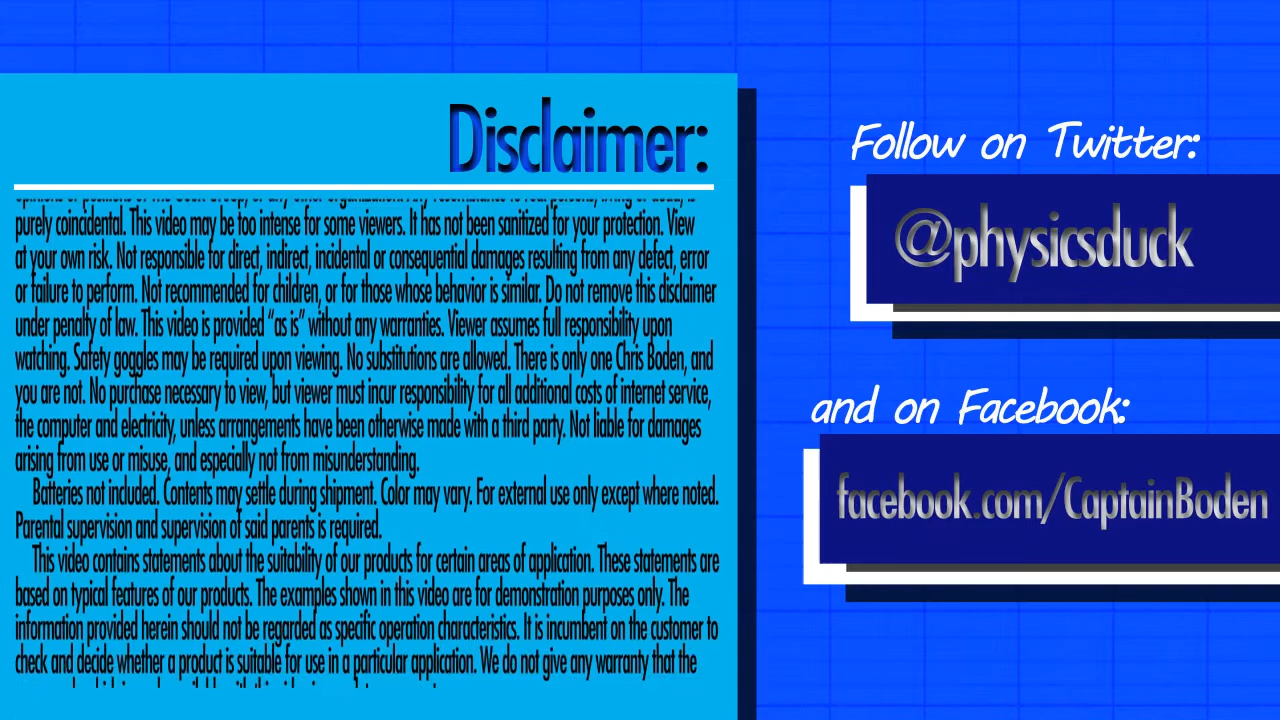 Disclaimer:
purely coincidental. This video may be too intense for some viewers. It has not been sanitized for your protection. View
at your own risk. Not responsible for direct, indirect, incidental or consequential damages resulting from any defect, error
or failure to perform. Not recommended for children, or for those whose behavior is similar. Do not remove this disclaimer
under penalty of law. This video is provided “as is” without any warranties. Viewer assumes full responsibility upon
watching. Safety goggles may be required upon viewing. No substitutions are allowed. There is only one Chris Boden, and
you are not. No purchase necessary to view, but viewer must incur responsibility for all additional costs of internet service,
the computer and electricity, unless arrangements have been otherwise made with a third party. Not liable for damages
arising from use or misuse, and especially not from misunderstanding.
Batteries not included. Contents may settle during shipment. Color may vary. For external use only except where noted.
Parental supervision and supervision of said parents is required.
This video contains statements about the suitability of our products for certain areas of application. These statements are
based on typical features of our products. The examples shown in this video are for demonstration purposes only. The
information provided herein should not be regarded as specific operation characteristics. It is incumbent on the customer to
check and decide whether a product is suitable for use in a particular application. We do not give any warranty that the
Follow on Twitter:
@physicsduck
and on Facebook:
facebook.com/CaptainBoden